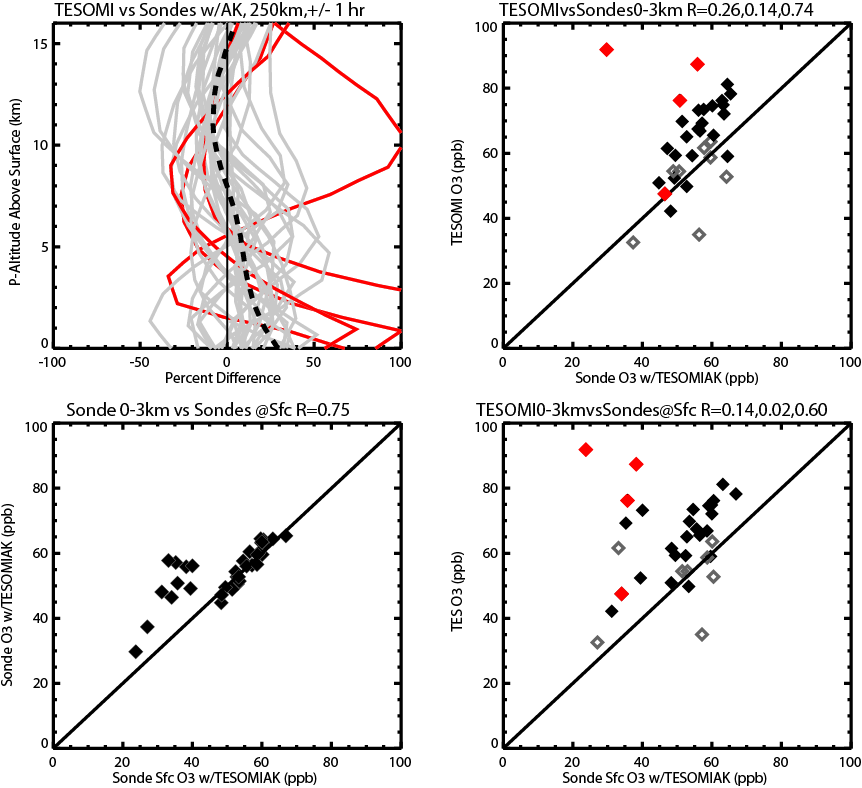 TESOMI vs Sondes w/AK, 250km,+/- 1 hr
15
10
5
0
P-Altitude Above Surface (km)
-100 -50 0 50 100
Percent Difference
TESOMIvsSondes0-3km R=0.26,0.14,0.74
100
80
60
40
20
0
TESOMI O3 (ppb)
0 20 40 60 80 100
Sonde O3 w/TESOMIAK (ppb)
Sonde 0-3km vs Sondes @Sfc R=0.75
100
80
60
40
20
0
Sonde O3 w/TESOMIAK (ppb)
0 20 40 60 80 100
Sonde Sfc O3 w/TESOMIAK (ppb)
TESOMI0-3kmvsSondes@Sfc R=0.14,0.02,0.60
100
80
60
40
20
0
TES O3 (ppb)
0 20 40 60 80 100
Sonde Sfc O3 w/TESOMIAK (ppb)